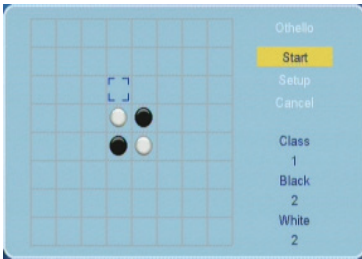 Othello
Start
Setup
Cancel
Class
1
Black
2
White
2